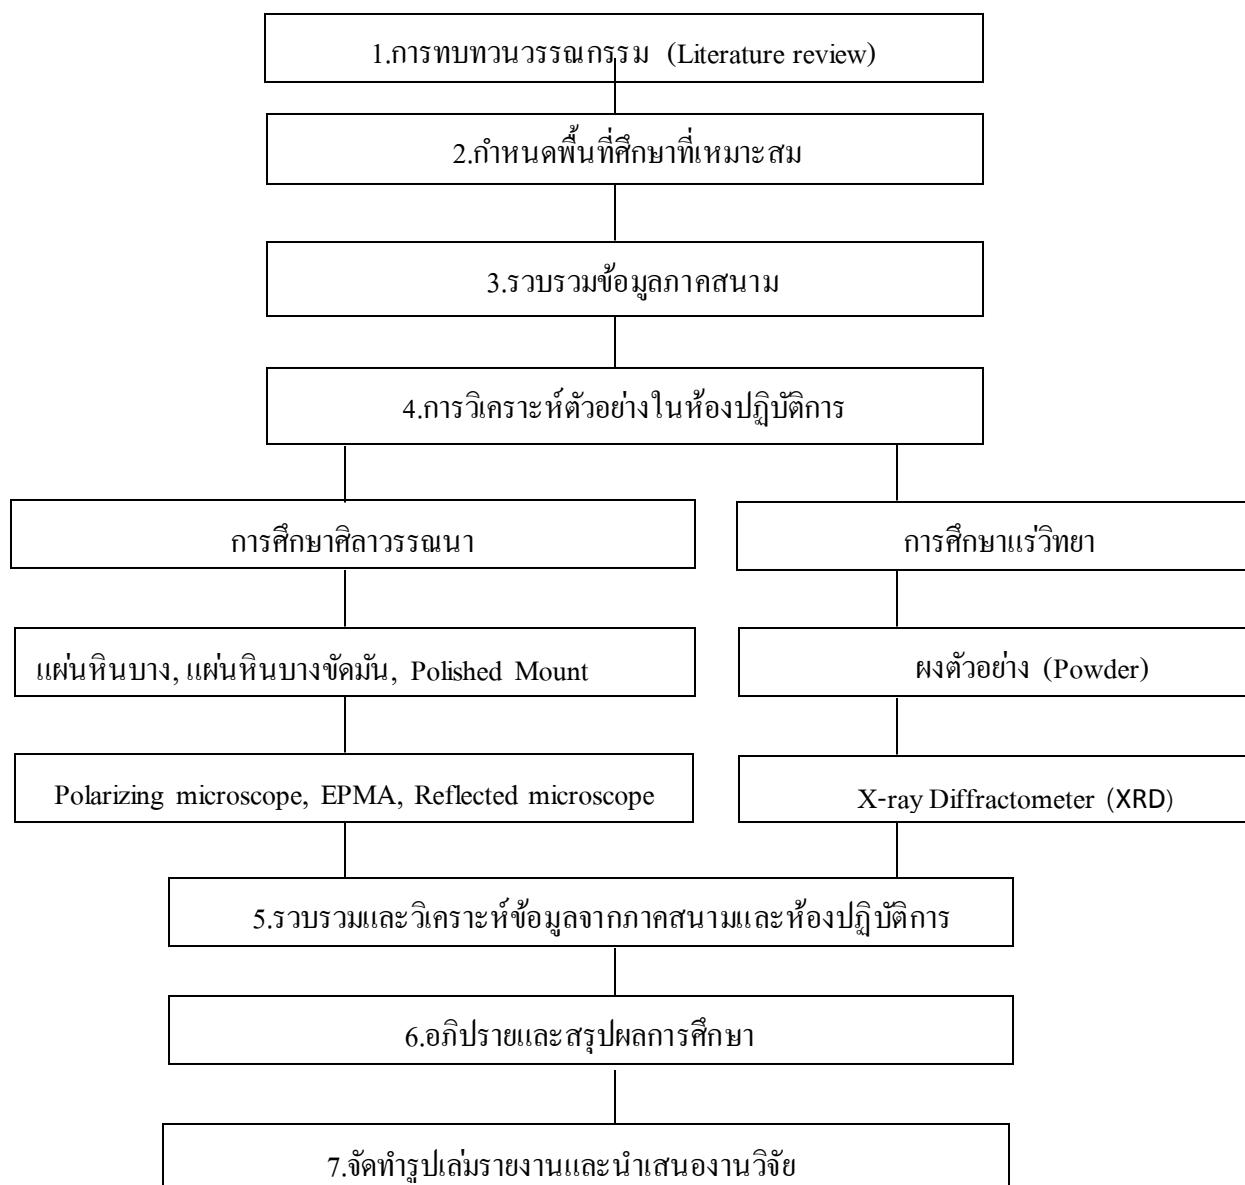 1.การทบทวนวรรณกรรม (Literature review)
2.กำหนดพื้นที่ศึกษาที่เหมาะสม
3.รวบรวมข้อมูลภาคสนาม
4.การวิเคราะห์ตัวอย่างในห้องปฏิบัติการ
การศึกษาศิลาวรรณนา
การศึกษาแร่วิทยา
แผ่นหินบาง, แผ่นหินบางขัดมัน, Polished Mount
ผงตัวอย่าง (Powder)
Polarizing microscope, EPMA, Reflected microscope
X-ray Diffractometer (XRD)
5.รวบรวมและวิเคราะห์ข้อมูลจากภาคสนามและห้องปฏิบัติการ
6.อภิปรายและสรุปผลการศึกษา
7.จัดทำรูปเล่มรายงานและนำเสนองานวิจัย